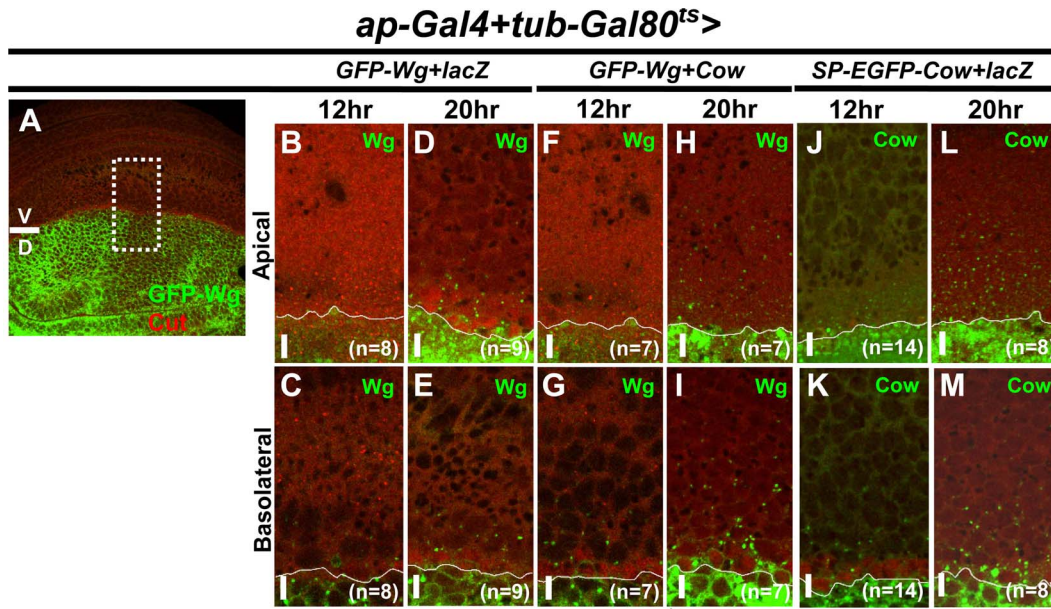 ap-Gal4+tub-Gal80ts>
GFP-Wg+lacZ GFP-Wg+Cow SP-EGFP-Cow+lacZ
12hr 20hr 12hr 20hr 12hr 20hr
A
V
D
GFP-Wg
Cut
Apical
B Wg D Wg F Wg H Wg J Cow L Cow
(n=8) (n=9) (n=7) (n=7) (n=14) (n=8)
Basolateral
C Wg E Wg G Wg I Wg K Cow M Cow
(n=8) (n=9) (n=7) (n=7) (n=14) (n=8)